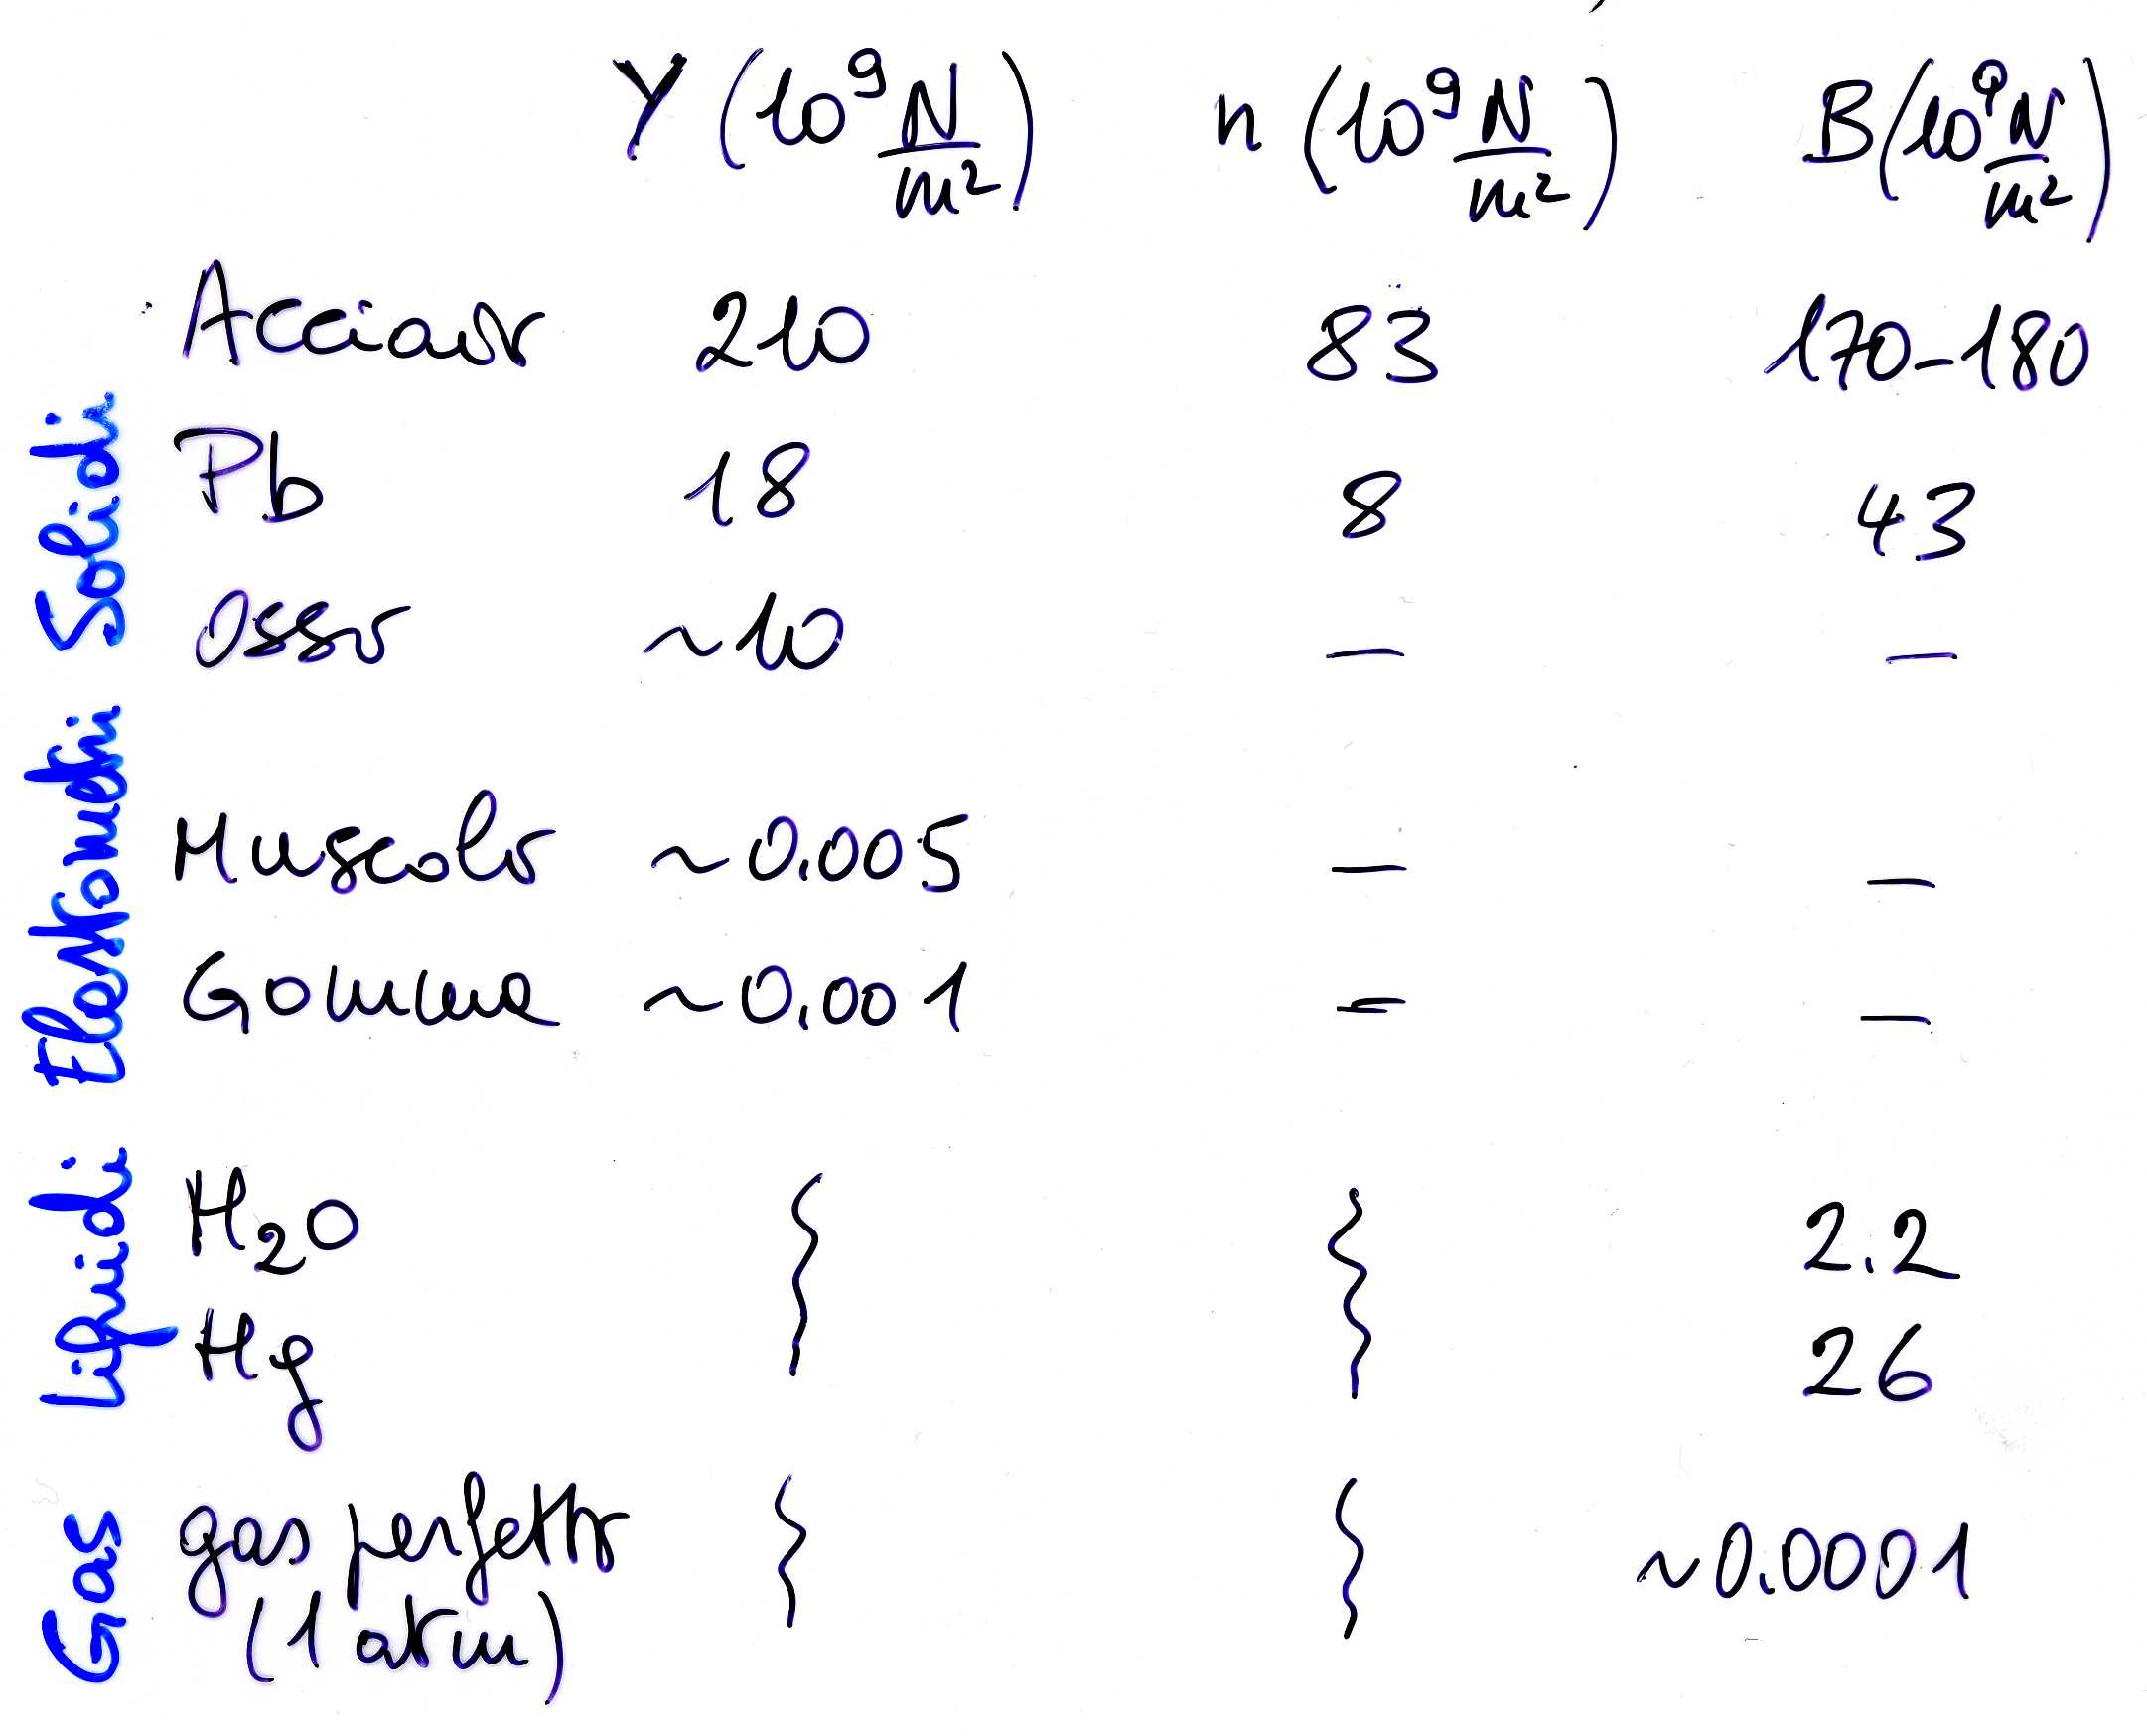 Y (10⁹ N/m²) n (10⁹ N/m²) B (10⁹ N/m²)
Solidi
Acciaio 210 83 170-180
Pb 18 8 43
Osso ~10 — —
Elastomeri
Muscolo ~0.005 — —
Gomma ~0.001 — —
Liquidi
H₂O 2.2
Hg 26
Gas
gas perfetto ~0.0001
(1 atm)